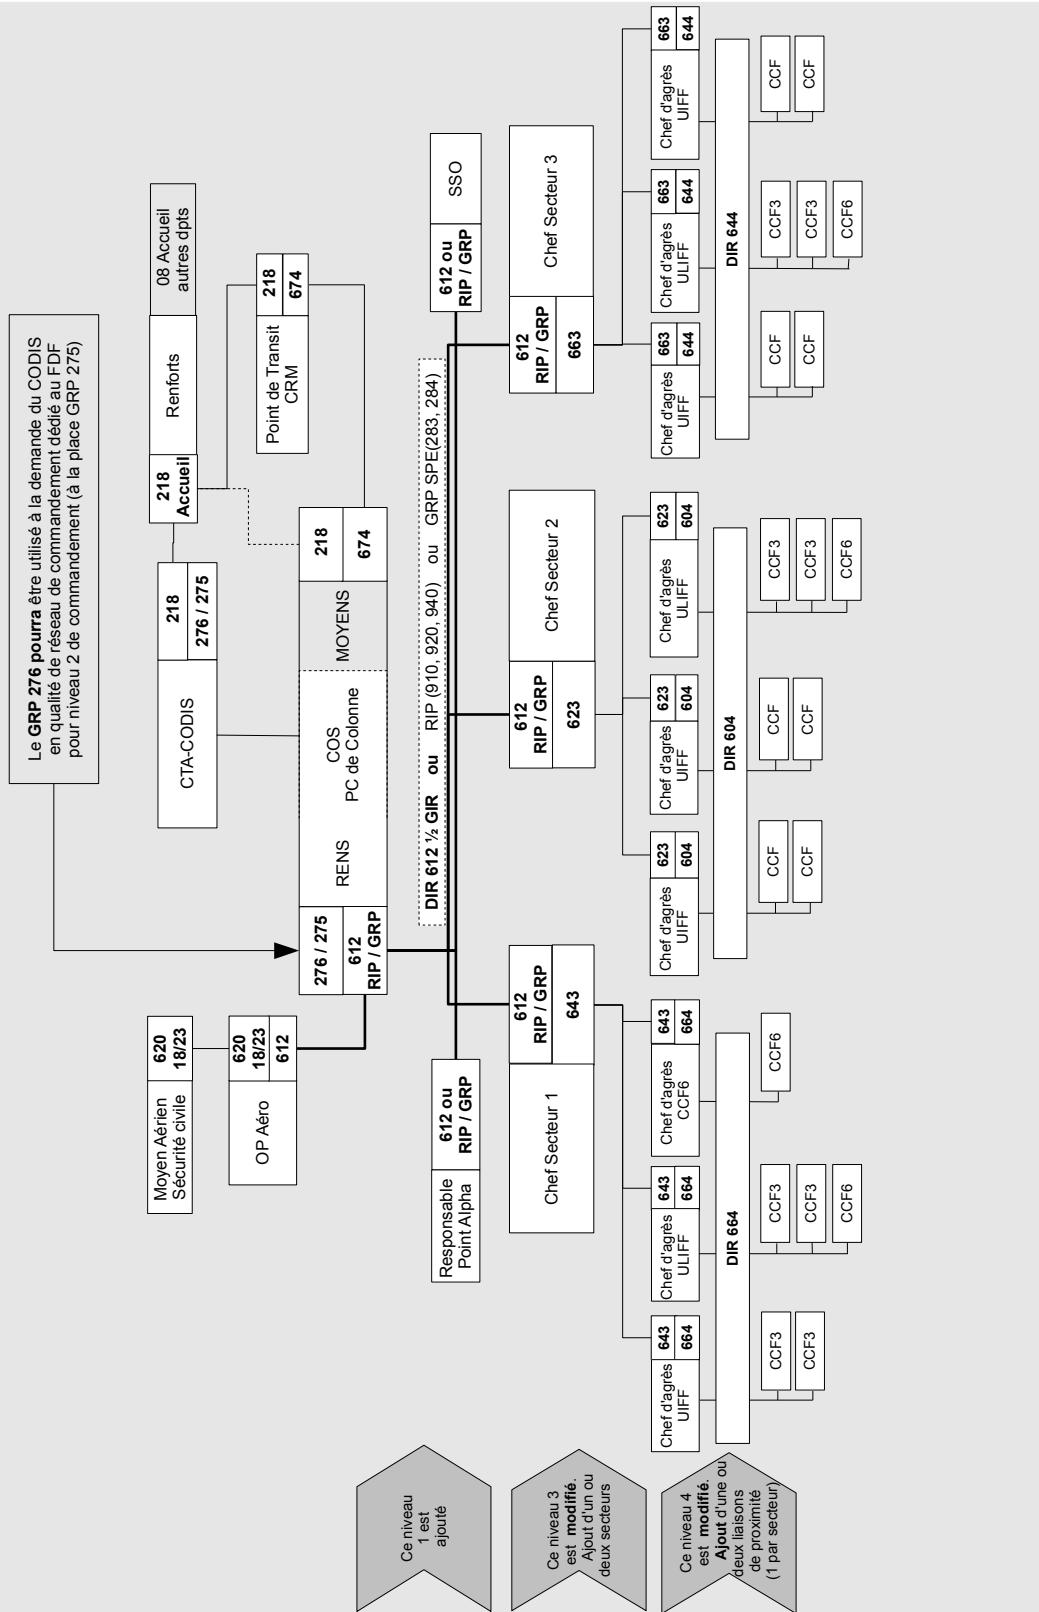 Le GRP 276 pourra être utilisé à la demande du CODIS
en qualité de réseau de commandement dédié au FDF
pour niveau 2 de commandement (à la place GRP 275)
Moyen Aérien
Sécurité civile
620
18/23
CTA-CODIS
218
276 / 275
218
Accueil
Renforts
08 Accueil
autres dpts
OP Aéro
620
18/23
612
Point de Transit
CRM
218
674
276 / 275
612
RIP / GRP
RENS
COS
PC de Colonne
MOYENS
218
674
Ce niveau
1 est
ajouté
DIR 612 ½ GIR ou RIP (910, 920, 940) ou GRP SPE(283, 284)
Responsable
Point Alpha
612 ou
RIP / GRP
612 ou
RIP / GRP
SSO
Ce niveau 3
est modifié.
Ajout d'un ou
deux secteurs
Chef Secteur 1
612
RIP / GRP
643
612
RIP / GRP
623
Chef Secteur 2
612
RIP / GRP
663
Chef Secteur 3
Ce niveau 4
est modifié.
Ajout d'une ou
deux liaisons
de proximité
(1 par secteur)
Chef d'agrès
UIFF
643
664
Chef d'agrès
ULIFF
643
664
Chef d'agrès
CCF6
643
664
Chef d'agrès
UIFF
623
604
Chef d'agrès
UIFF
623
604
Chef d'agrès
ULIFF
623
604
Chef d'agrès
UIFF
663
644
Chef d'agrès
ULIFF
663
644
Chef d'agrès
UIFF
663
644
DIR 664
DIR 604
DIR 644
CCF3
CCF3
CCF3
CCF3
CCF6
CCF6
CCF
CCF
CCF
CCF
CCF3
CCF3
CCF6
CCF
CCF
CCF3
CCF3
CCF6
CCF
CCF